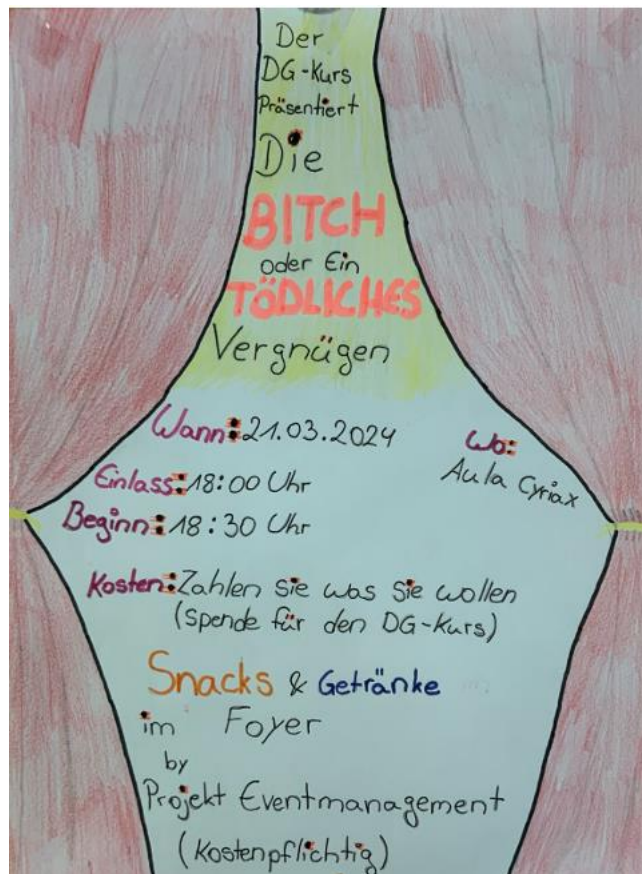 Der
DG-Kurs
Präsentiert
Die
BITCH
oder Ein
TÖDLICHES
Vergnügen
Wann: 21.03.2024
Wo:
Aula Cyriax
Einlass: 18:00 Uhr
Beginn: 18:30 Uhr
Kosten: Zahlen sie was sie wollen
(Spende für den DG-Kurs)
Snacks & Getränke
im Foyer
by
Projekt Eventmanagement
(Kostenpflichtig)